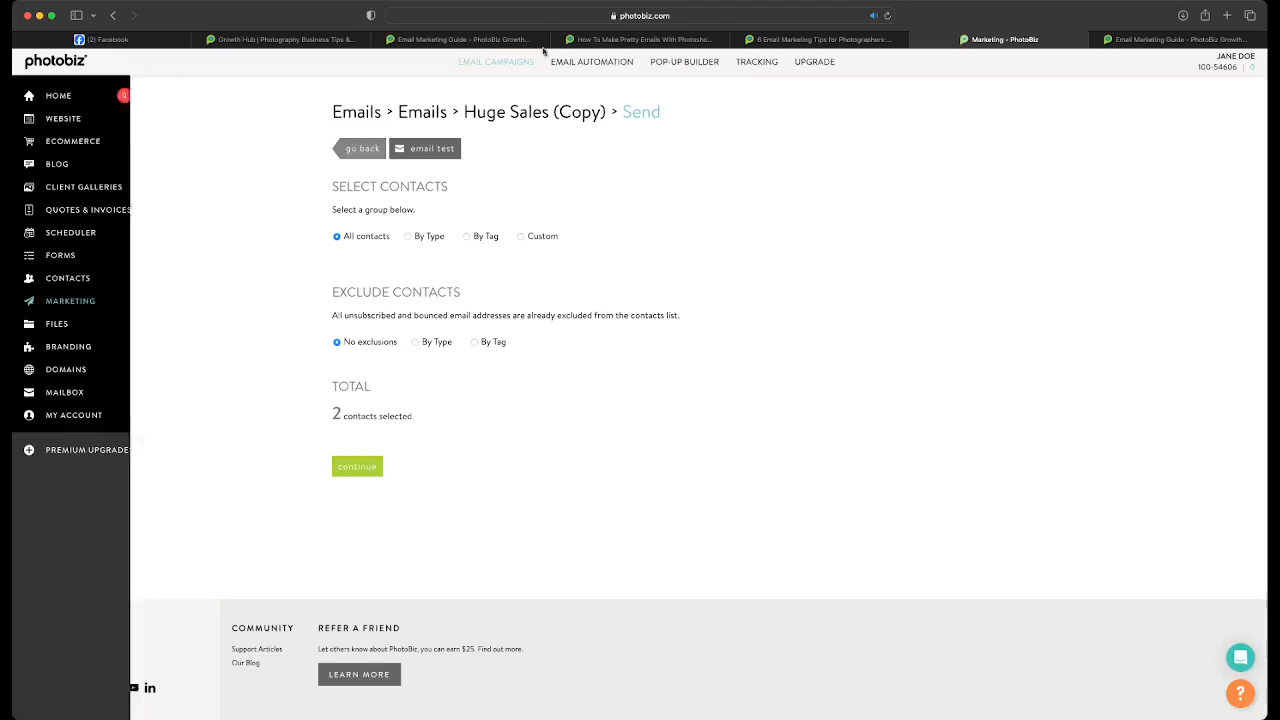 photobiz.com
(2) Facebook
Growth Hub | Photography Business Tips &...
Email Marketing Guide - PhotoBiz Growth...
How To Make Pretty Emails With Photosho...
6 Email Marketing Tips for Photographers:...
Marketing - PhotoBiz
Email Marketing Guide - PhotoBiz Growth...
photobiz
EMAIL CAMPAIGNS
EMAIL AUTOMATION
POP-UP BUILDER
TRACKING
UPGRADE
JANE DOE
100-54606 | 0
HOME
WEBSITE
ECOMMERCE
BLOG
CLIENT GALLERIES
QUOTES & INVOICES
SCHEDULER
FORMS
CONTACTS
MARKETING
FILES
BRANDING
DOMAINS
MAILBOX
MY ACCOUNT
PREMIUM UPGRADE
Emails > Emails > Huge Sales (Copy) > Send
go back
email test
SELECT CONTACTS
Select a group below.
All contacts By Type By Tag Custom
EXCLUDE CONTACTS
All unsubscribed and bounced email addresses are already excluded from the contacts list.
No exclusions By Type By Tag
TOTAL
2 contacts selected
continue
COMMUNITY
Support Articles
Our Blog
REFER A FRIEND
Let others know about PhotoBiz, you can earn $25. Find out more.
LEARN MORE
in
?